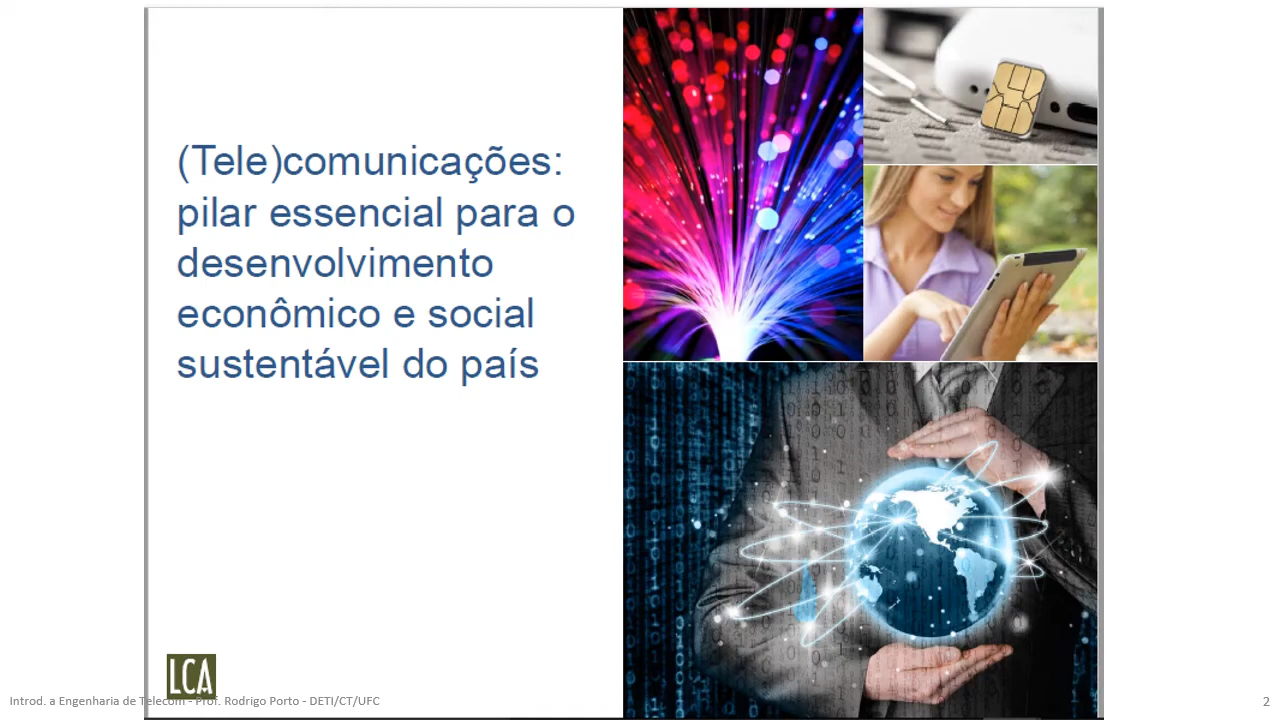 (Tele)comunicações:
pilar essencial para o
desenvolvimento
econômico e social
sustentável do país
LCA
Introd. a Engenharia de Telecom - Prof. Rodrigo Porto - DETI/CT/UFC
2